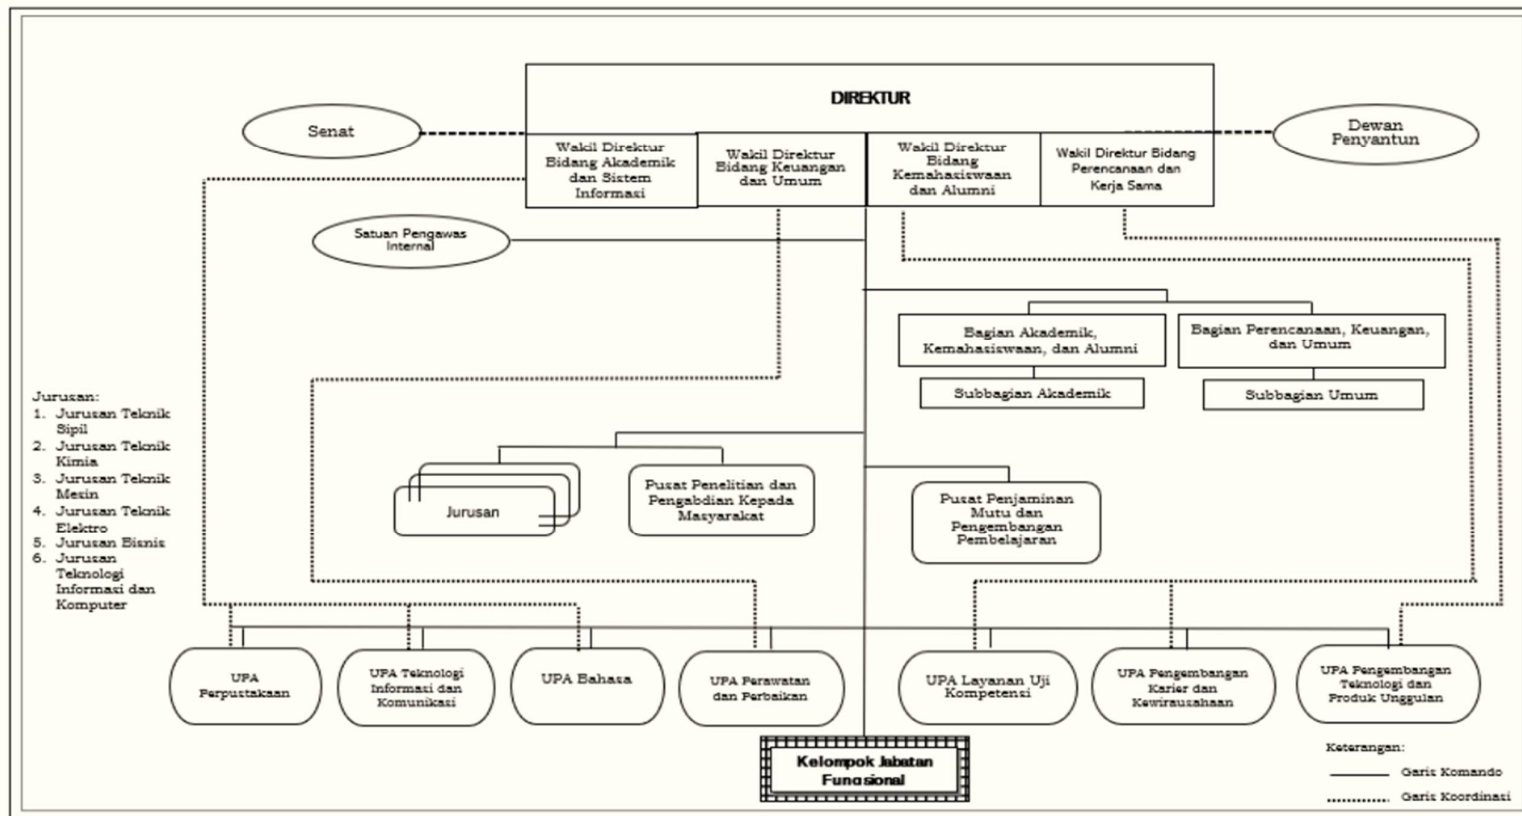 DIREKTUR
Senat
Dewan
Penyantun
Wakil Direktur
Bidang Akademik
dan Sistem
Informasi
Wakil Direktur
Bidang Keuangan
dan Umum
Wakil Direktur
Bidang
Kemahasiswaan
dan Alumni
Wakil Direktur Bidang
Perencanaan dan
Kerja Sama
Satuan Pengawas
Internal
Bagian Akademik,
Kemahasiswaan, dan Alumni
Bagian Perencanaan, Keuangan,
dan Umum
Subbagian Akademik
Subbagian Umum
Jurusan:
1. Jurusan Teknik
Sipil
2. Jurusan Teknik
Kimia
3. Jurusan Teknik
Mesin
4. Jurusan Teknik
Elektro
5. Jurusan Bisnis
6. Jurusan
Teknologi
Informasi dan
Komputer
Jurusan
Pusat Penelitian dan
Pengabdian Kepada
Masyarakat
Pusat Penjaminan
Mutu dan
Pengembangan
Pembelajaran
UPA
Perpustakaan
UPA Teknologi
Informasi dan
Komunikasi
UPA Bahasa
UPA Perawatan
dan Perbaikan
UPA Layanan Uji
Kompetensi
UPA Pengembangan
Karier dan
Kewirausahaan
UPA Pengembangan
Teknologi dan
Produk Unggulan
Kelompok Jabatan
Fungsional
Keterangan:
Garis Komando
Garis Koordinasi